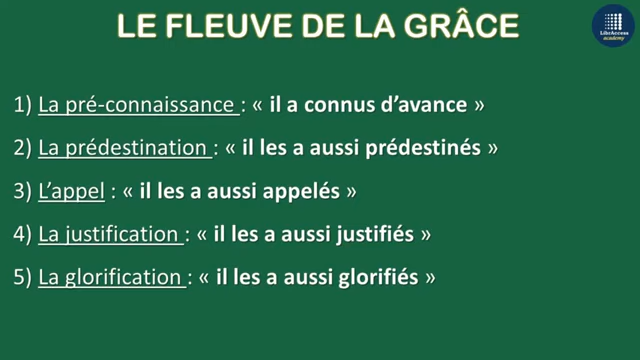 LE FLEUVE DE LA GRÂCE
LibrAccess
academy
1) La pré-connaissance : « il a connus d’avance »
2) La prédestination : « il les a aussi prédestinés »
3) L’appel : « il les a aussi appelés »
4) La justification : « il les a aussi justifiés »
5) La glorification : « il les a aussi glorifiés »